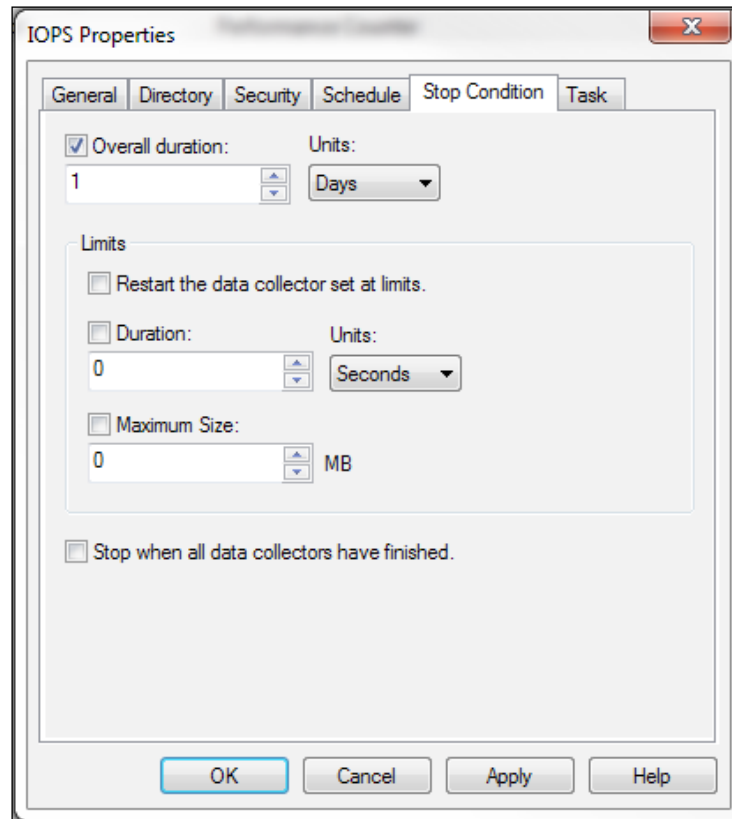 Performance Counter
IOPS Properties
General Directory Security Schedule Stop Condition Task
Overall duration: Units:
1 Days
Limits
Restart the data collector set at limits.
Duration: Units:
0 Seconds
Maximum Size:
0 MB
Stop when all data collectors have finished.
OK Cancel Apply Help